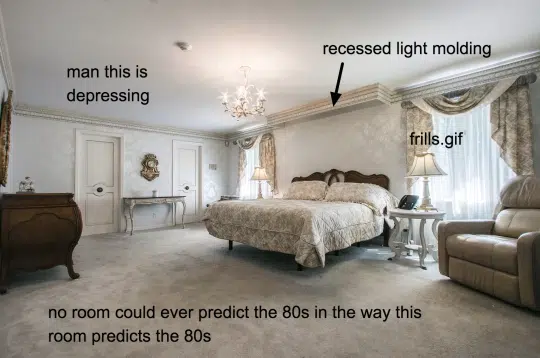 recessed light molding
man this is
depressing
frills.gif
no room could ever predict the 80s in the way this
room predicts the 80s